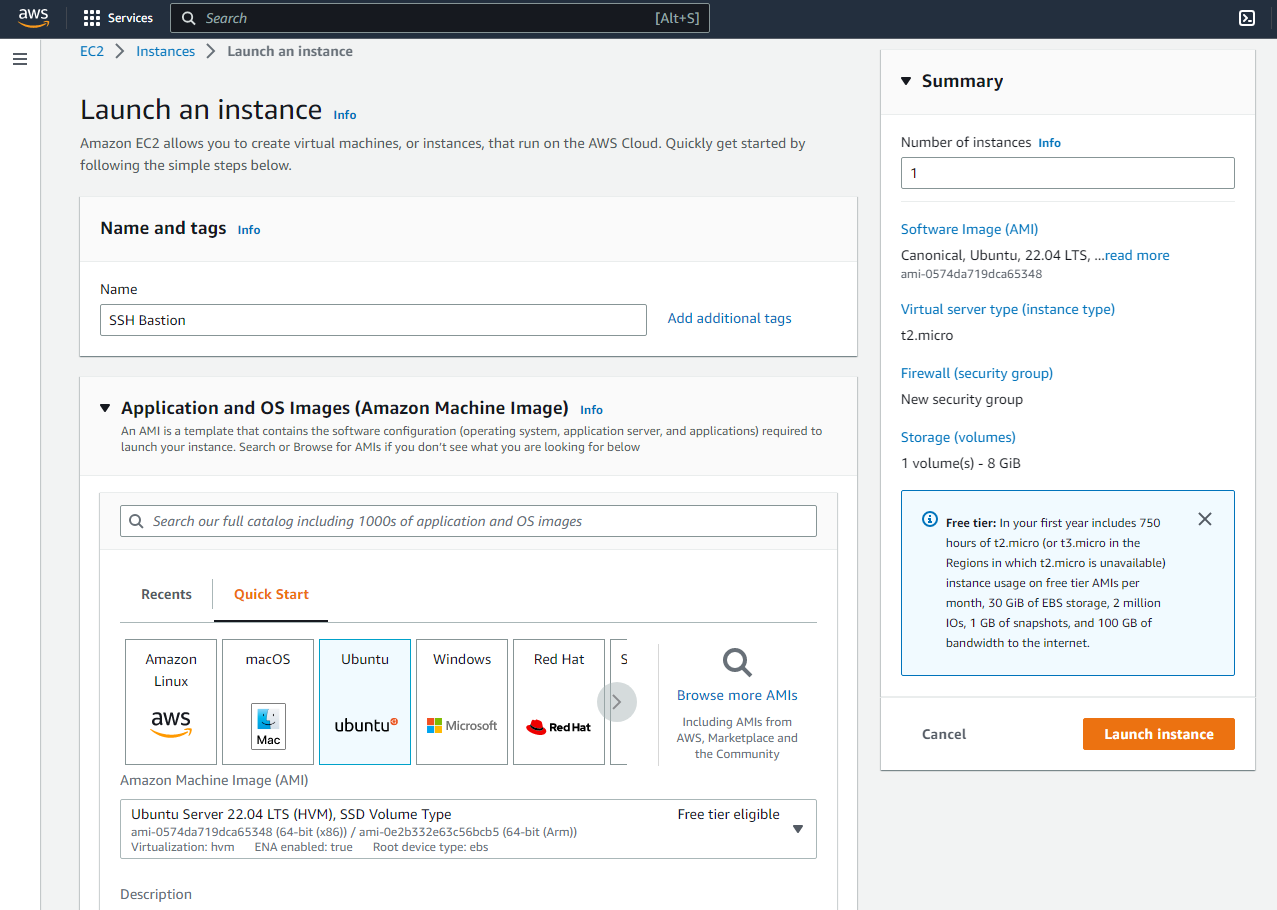 aws
Services
Search
[Alt+S]
EC2
Instances
Launch an instance
Launch an instance
Info
Amazon EC2 allows you to create virtual machines, or instances, that run on the AWS Cloud. Quickly get started by
following the simple steps below.
Name and tags
Info
Name
SSH Bastion
Add additional tags
Application and OS Images (Amazon Machine Image)
Info
An AMI is a template that contains the software configuration (operating system, application server, and applications) required to
launch your instance. Search or Browse for AMIs if you don’t see what you are looking for below
Search our full catalog including 1000s of application and OS images
Recents
Quick Start
Amazon
Linux
aws
macOS
Mac
Ubuntu
ubuntu
Windows
Microsoft
Red Hat
Red Hat
S
Browse more AMIs
Including AMIs from
AWS, Marketplace and
the Community
Amazon Machine Image (AMI)
Ubuntu Server 22.04 LTS (HVM), SSD Volume Type
Free tier eligible
ami-0574da719dca65348 (64-bit (x86)) / ami-0e2b332e63c56bcb5 (64-bit (Arm))
Virtualization: hvm
ENA enabled: true
Root device type: ebs
Description
Summary
Number of instances
Info
1
Software Image (AMI)
Canonical, Ubuntu, 22.04 LTS, ...read more
ami-0574da719dca65348
Virtual server type (instance type)
t2.micro
Firewall (security group)
New security group
Storage (volumes)
1 volume(s) - 8 GiB
Free tier: In your first year includes 750
hours of t2.micro (or t3.micro in the
Regions in which t2.micro is unavailable)
instance usage on free tier AMIs per
month, 30 GiB of EBS storage, 2 million
IOs, 1 GB of snapshots, and 100 GB of
bandwidth to the internet.
Cancel
Launch instance